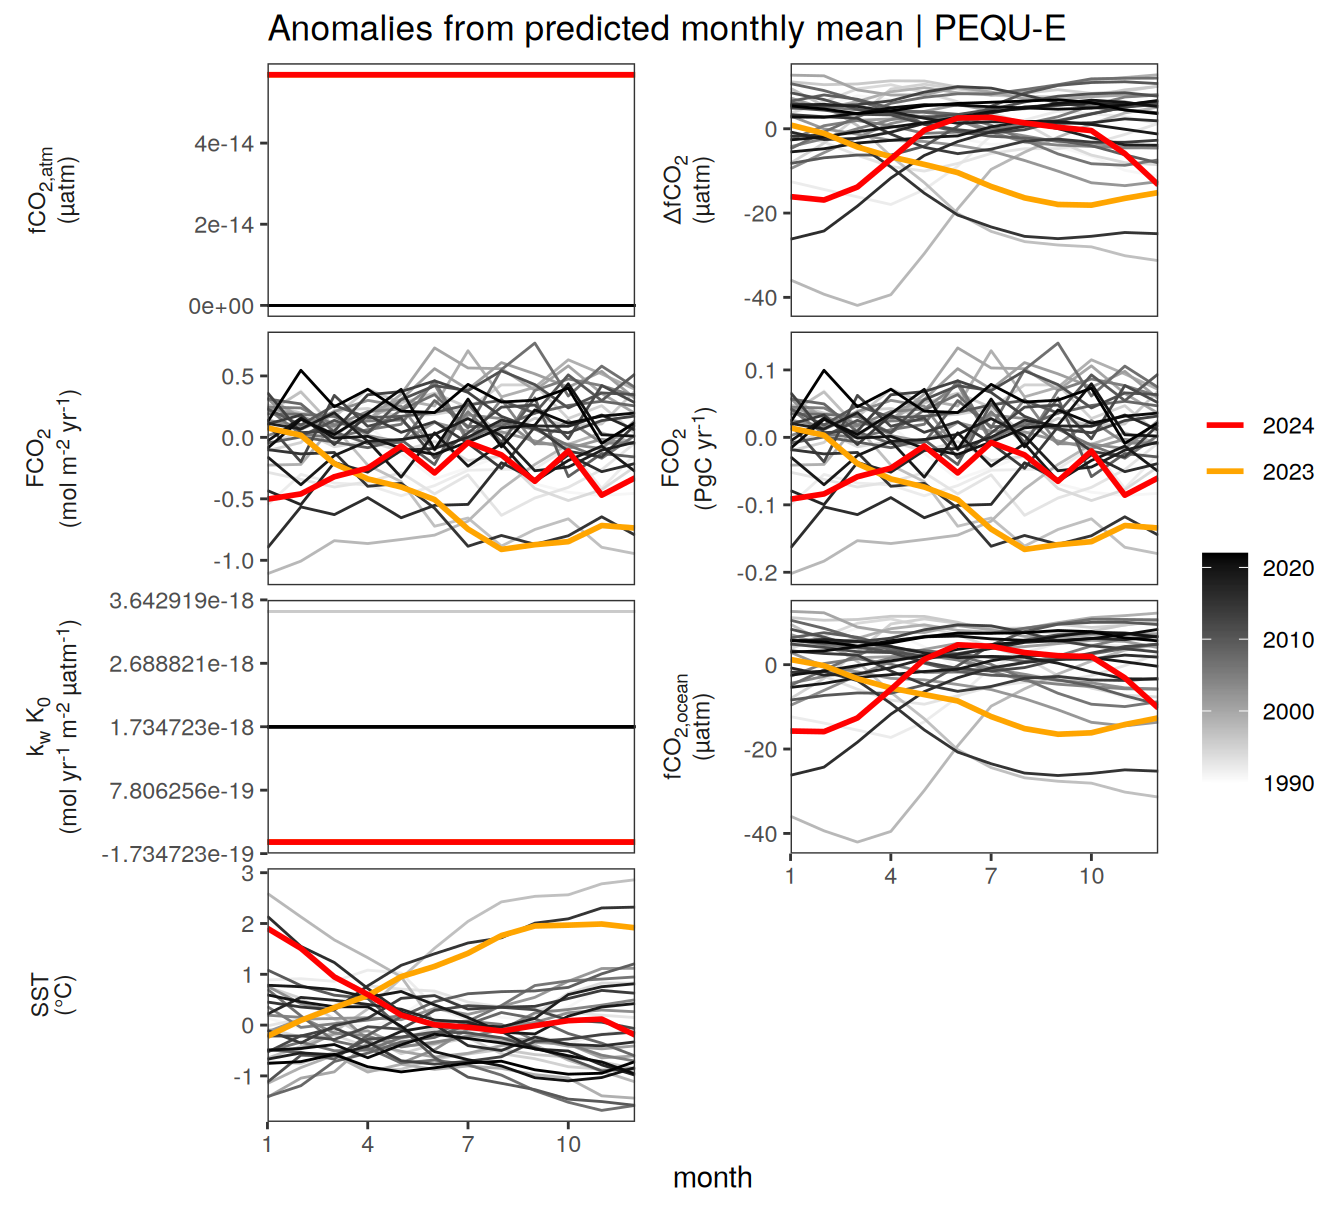 Anomalies from predicted monthly mean | PEQU-E
fCO2,atm
(µatm)
4e-14
2e-14
0e+00
ΔfCO2
(µatm)
0
-20
-40
FCO2
(mol m-2 yr-1)
0.5
0.0
-0.5
-1.0
FCO2
(PgC yr-1)
0.1
0.0
-0.1
-0.2
kw K0
(mol yr-1 m-2 µatm-1)
3.642919e-18
2.688821e-18
1.734723e-18
7.806256e-19
-1.734723e-19
fCO2,ocean
(µatm)
0
-20
-40
1 4 7 10
SST
(°C)
3
2
1
0
-1
1 4 7 10
month
2024
2023
2020
2010
2000
1990